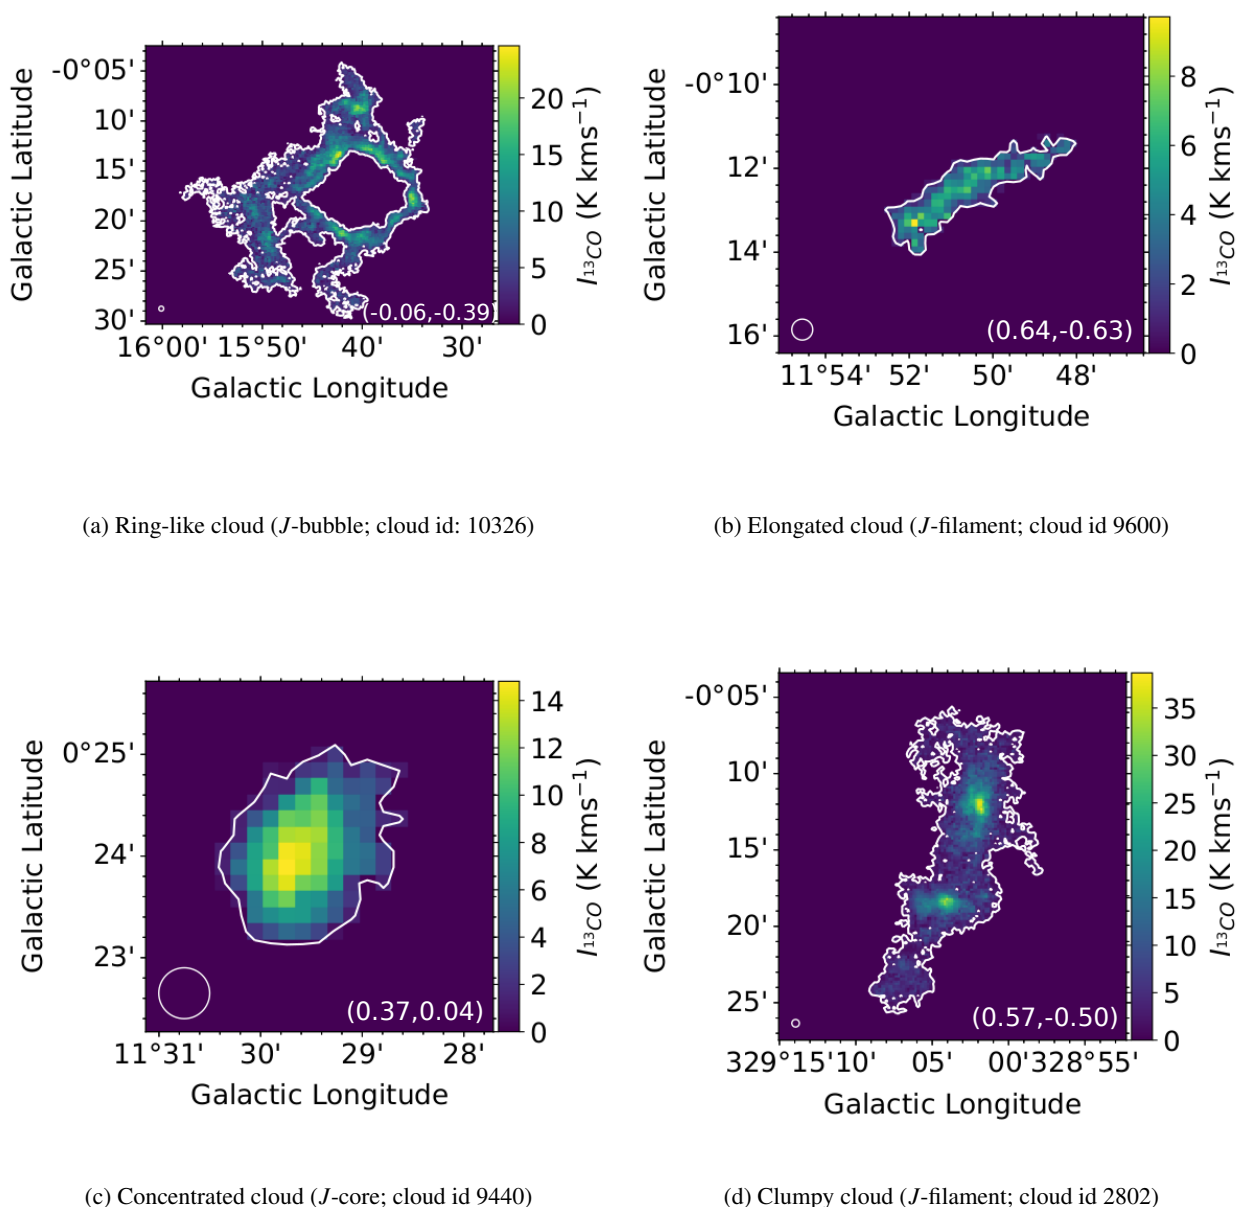 -0°05'
10'
15'
20'
25'
30'
Galactic Latitude
(-0.06,-0.39)
16°00' 15°50' 40' 30'
Galactic Longitude
20
15
10
5
0
I13CO (K kms−1)
(a) Ring-like cloud (J-bubble; cloud id: 10326)
-0°10'
12'
14'
16'
Galactic Latitude
(0.64,-0.63)
11°54' 52' 50' 48'
Galactic Longitude
8
6
4
2
0
I13CO (K kms−1)
(b) Elongated cloud (J-filament; cloud id 9600)
0°25'
24'
23'
Galactic Latitude
(0.37,0.04)
11°31' 30' 29' 28'
Galactic Longitude
14
12
10
8
6
4
2
0
I13CO (K kms−1)
(c) Concentrated cloud (J-core; cloud id 9440)
-0°05'
10'
15'
20'
25'
Galactic Latitude
(0.57,-0.50)
329°15'10' 05' 00'328°55'
Galactic Longitude
35
30
25
20
15
10
5
0
I13CO (K kms−1)
(d) Clumpy cloud (J-filament; cloud id 2802)